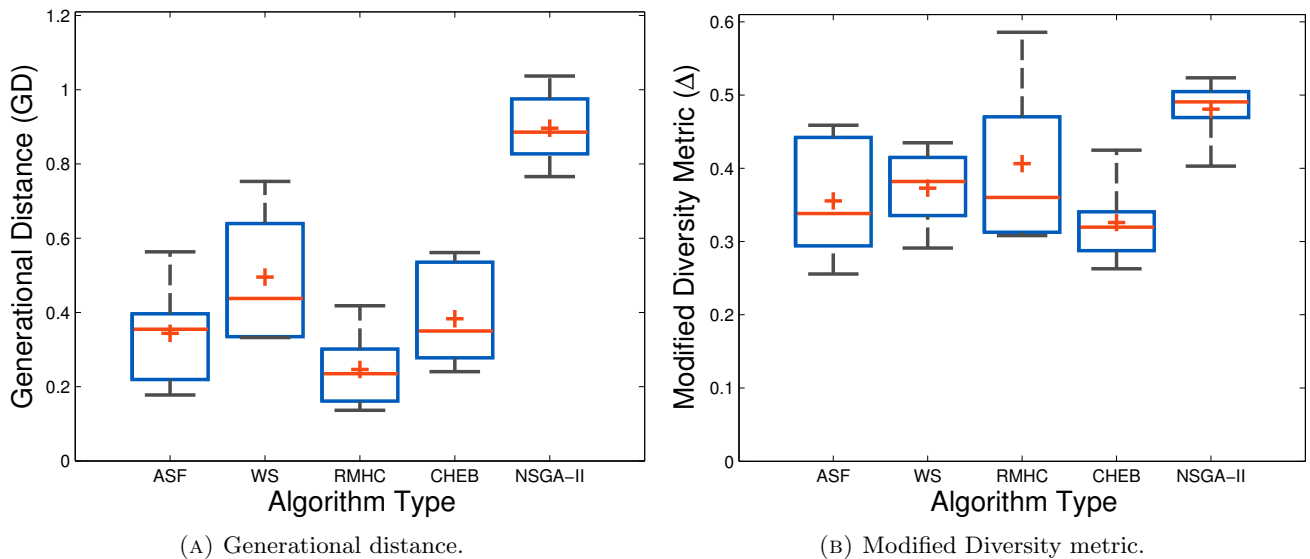 Generational Distance (GD)
1.2
1
0.8
0.6
0.4
0.2
0
ASF WS RMHC CHEB NSGA−II
Algorithm Type
(A) Generational distance.
Modified Diversity Metric (Δ)
0.6
0.5
0.4
0.3
0.2
0.1
0
ASF WS RMHC CHEB NSGA−II
Algorithm Type
(B) Modified Diversity metric.